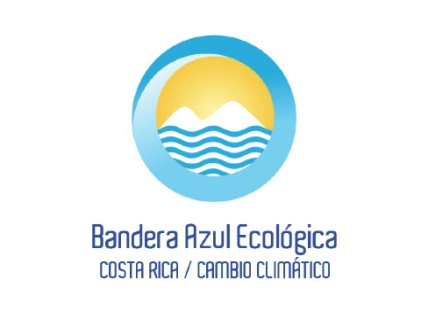 Bandera Azul Ecológica
COSTA RICA / CAMBIO CLIMÁTICO